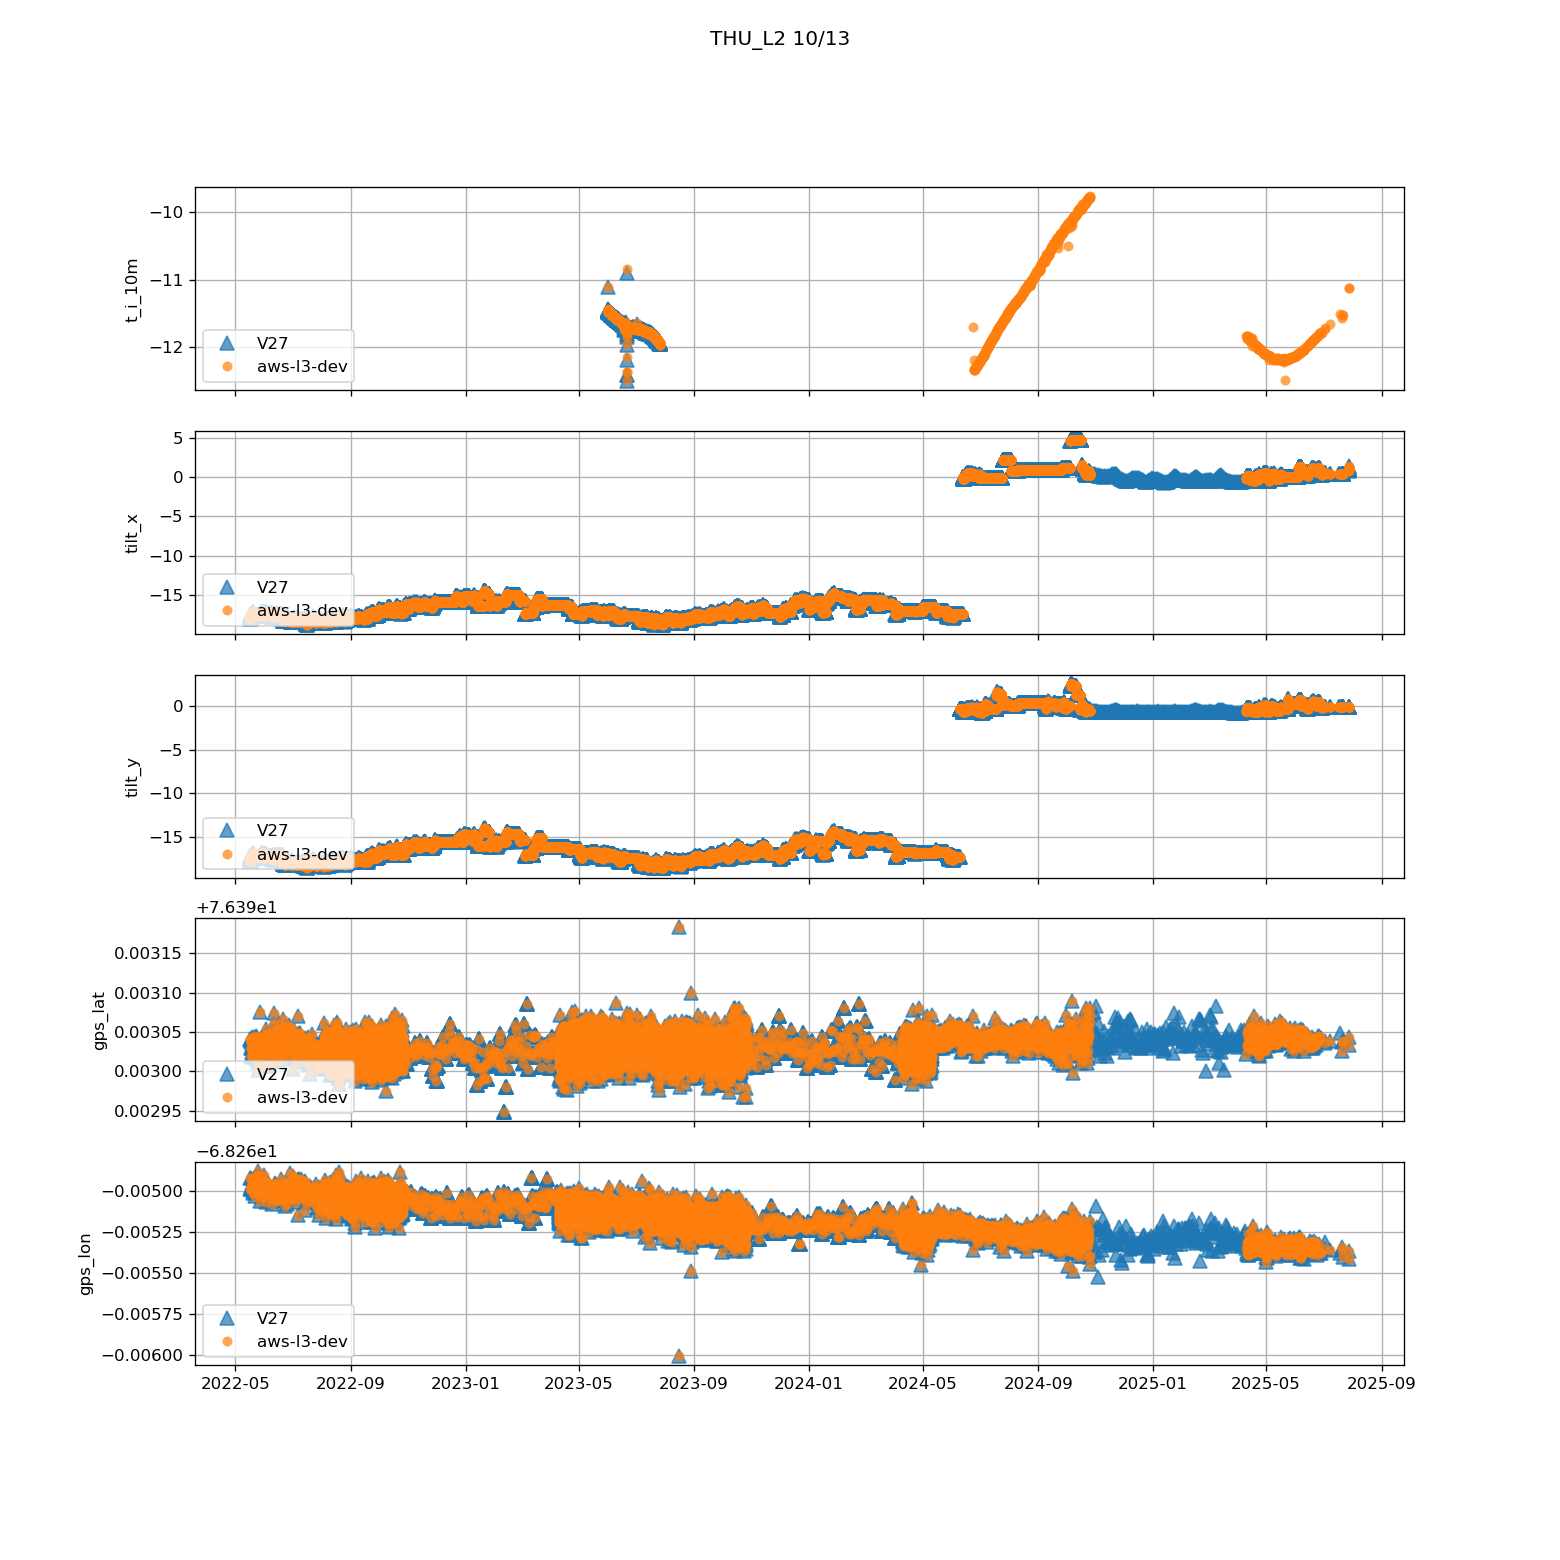 THU_L2 10/13
t_i_10m
−10
−11
−12
V27
aws-l3-dev
tilt_x
5
0
−5
−10
−15
V27
aws-l3-dev
tilt_y
0
−5
−10
−15
V27
aws-l3-dev
+7.639e1
gps_lat
0.00315
0.00310
0.00305
0.00300
0.00295
V27
aws-l3-dev
−6.826e1
gps_lon
−0.00500
−0.00525
−0.00550
−0.00575
−0.00600
V27
aws-l3-dev
2022-05 2022-09 2023-01 2023-05 2023-09 2024-01 2024-05 2024-09 2025-01 2025-05 2025-09